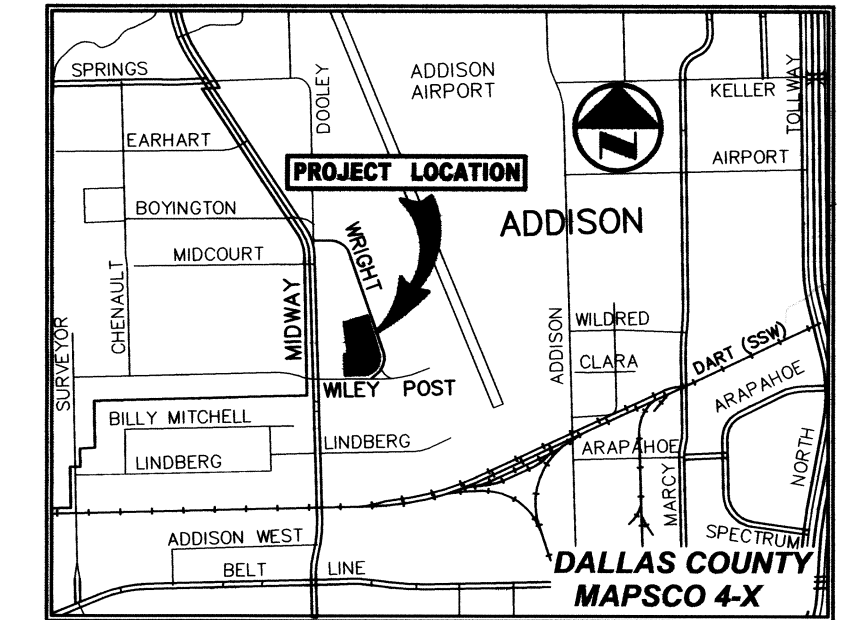 SPRINGS
DOOLEY
ADDISON
AIRPORT
KELLER
TOLLWAY
EARHART
N
AIRPORT
PROJECT LOCATION
BOYINGTON
ADDISON
WRIGHT
MIDCOURT
CHENAULT
MIDWAY
SURVEYOR
ADDISON
WILDRED
CLARA
DART (SSW)
WILEY POST
ARAPAHOE
BILLY MITCHELL
LINDBERG
LINDBERG
ARAPAHOE
MARCY
NORTH
ADDISON WEST
SPECTRUM
BELT LINE
DALLAS COUNTY
MAPSCO 4-X